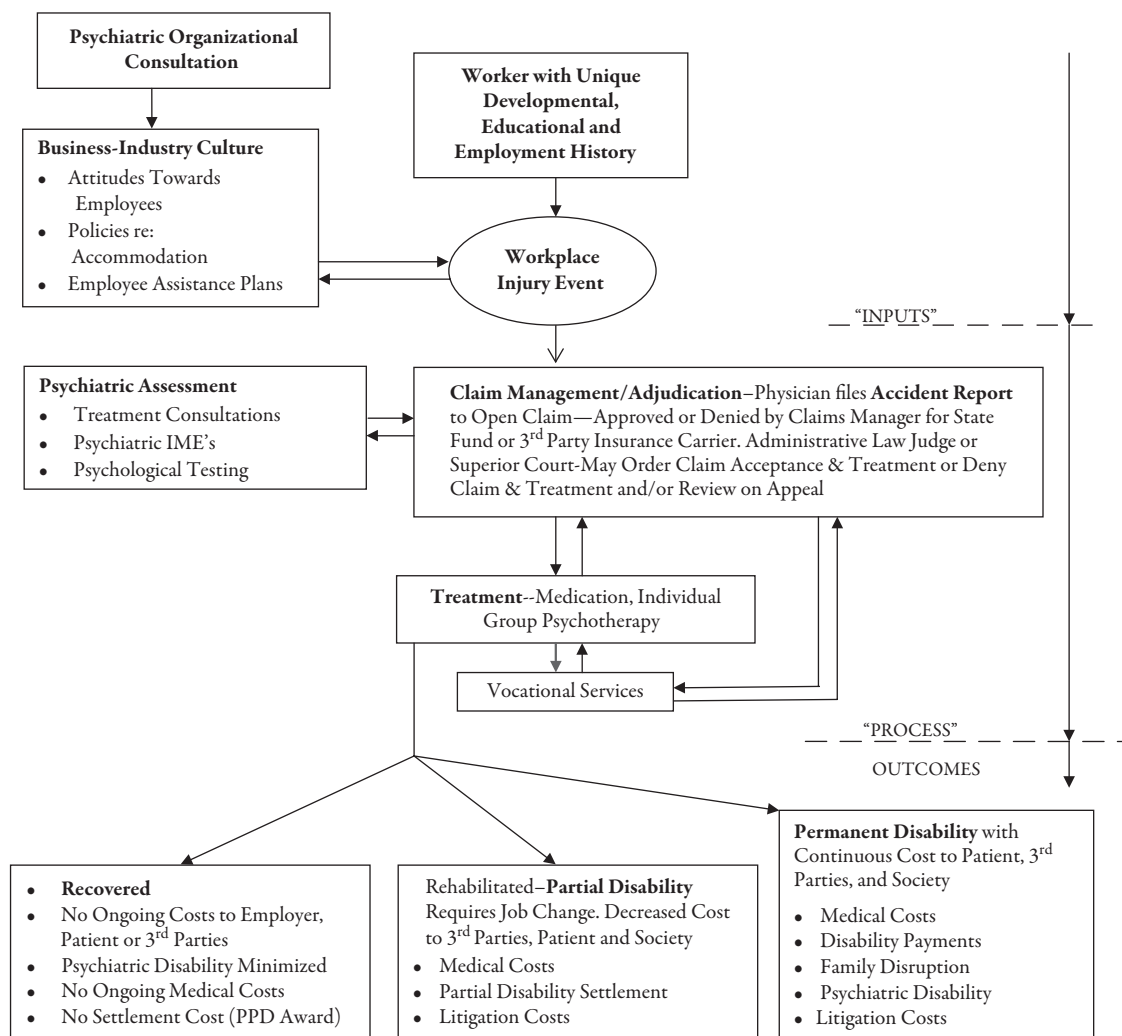 Psychiatric Organizational
Consultation
Worker with Unique
Developmental,
Educational and
Employment History
Business-Industry Culture
• Attitudes Towards
Employees
• Policies re:
Accommodation
• Employee Assistance Plans
Workplace
Injury Event
“INPUTS”
Psychiatric Assessment
• Treatment Consultations
• Psychiatric IME's
• Psychological Testing
Claim Management/Adjudication–Physician files Accident Report
to Open Claim—Approved or Denied by Claims Manager for State
Fund or 3rd Party Insurance Carrier. Administrative Law Judge or
Superior Court-May Order Claim Acceptance & Treatment or Deny
Claim & Treatment and/or Review on Appeal
Treatment--Medication, Individual
Group Psychotherapy
Vocational Services
“PROCESS”
OUTCOMES
• Recovered
• No Ongoing Costs to Employer,
Patient or 3rd Parties
• Psychiatric Disability Minimized
• No Ongoing Medical Costs
• No Settlement Cost (PPD Award)
Rehabilitated–Partial Disability
Requires Job Change. Decreased Cost
to 3rd Parties, Patient and Society
• Medical Costs
• Partial Disability Settlement
• Litigation Costs
Permanent Disability with
Continuous Cost to Patient, 3rd
Parties, and Society
• Medical Costs
• Disability Payments
• Family Disruption
• Psychiatric Disability
• Litigation Costs